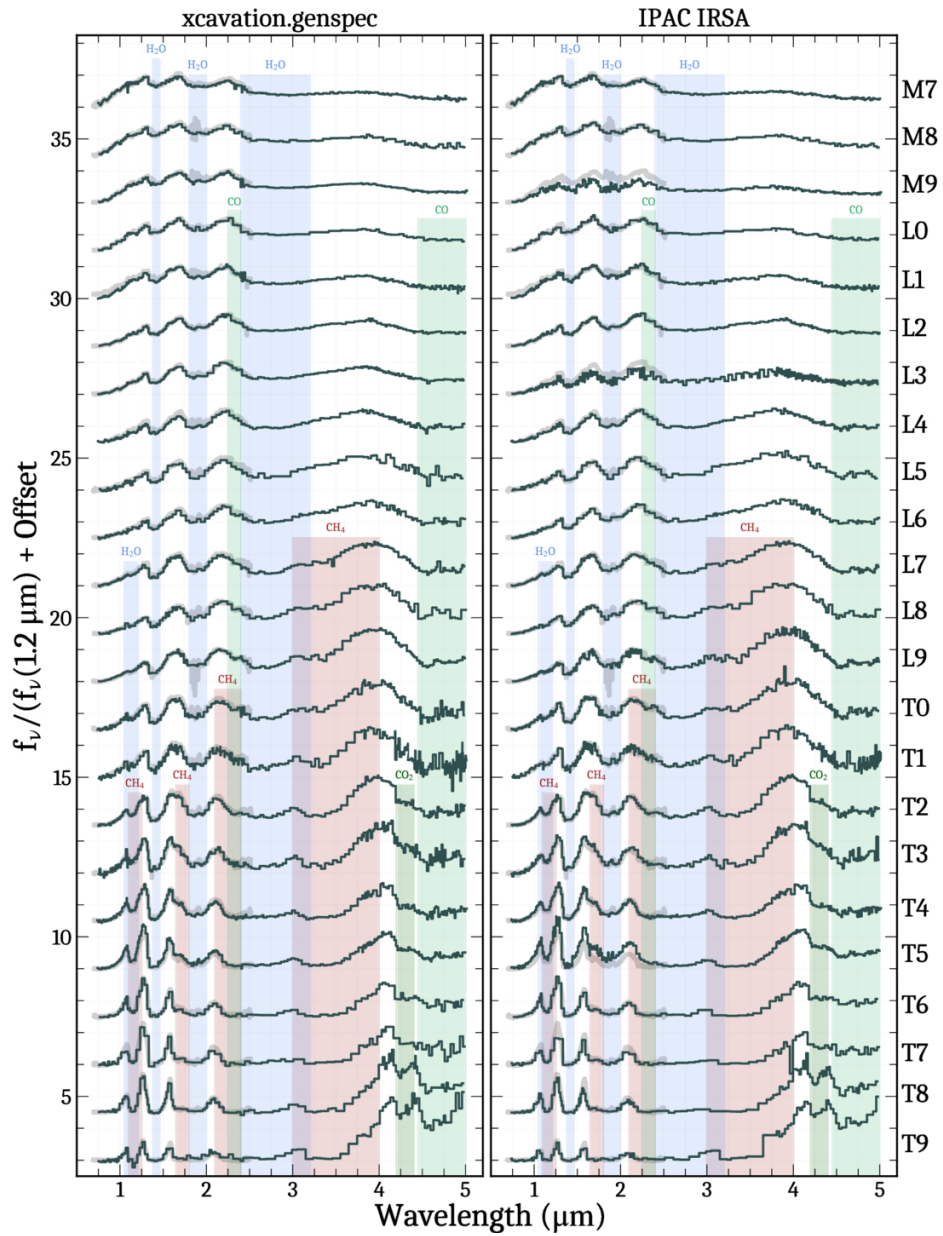 xcavation.genspec
IPAC IRSA
H₂O
H₂O
H₂O
H₂O
H₂O
H₂O
M7
35
M8
M9
CO
CO
CO
CO
L0
30
L1
L2
L3
L4
25
L5
L6
CH₄
CH₄
H₂O
H₂O
L7
20
L8
L9
CH₄
CH₄
T0
15
T1
CH₄
CH₄
CO₂
CH₄
CH₄
CO₂
T2
T3
10
T4
T5
T6
T7
5
T8
T9
fν/(fν(1.2 μm) + Offset
1 2 3 4 5
1 2 3 4 5
Wavelength (μm)